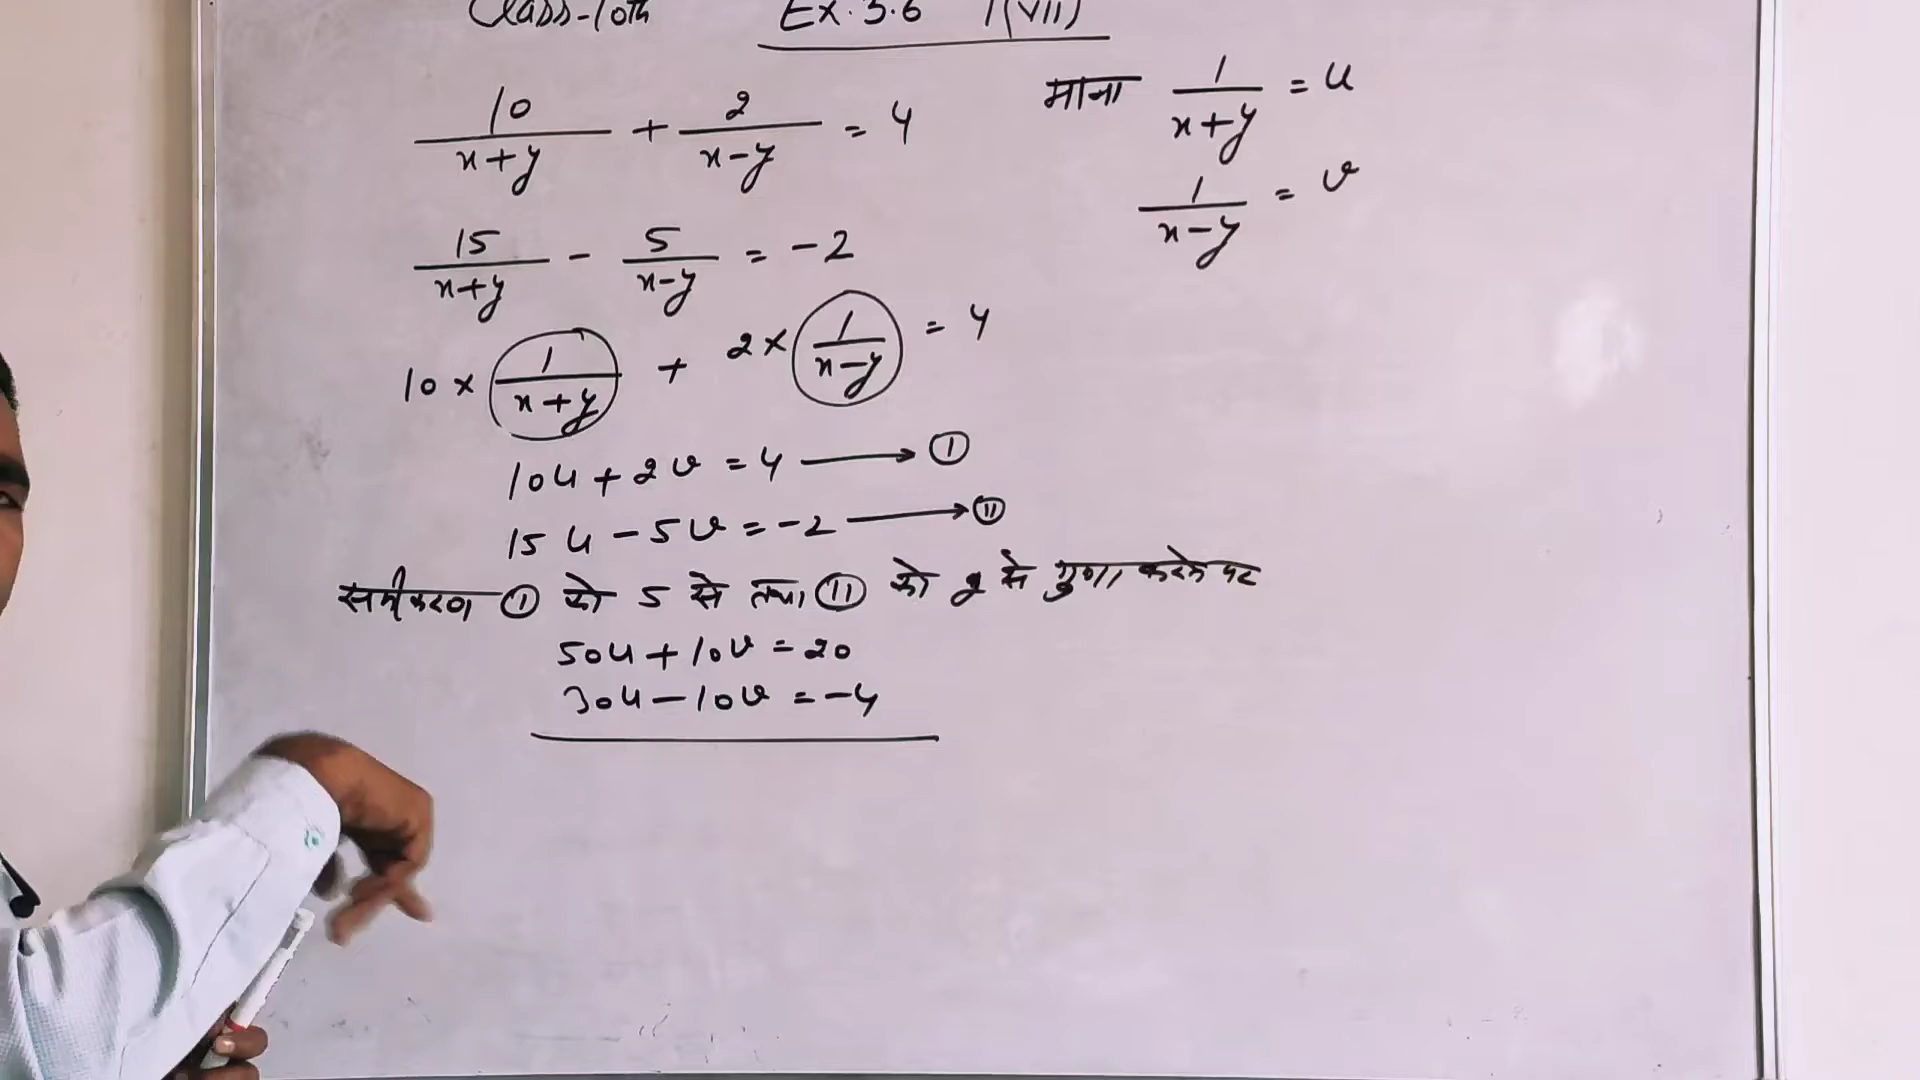 Class-10th Ex. 3.6 1(VII)
10/(x+y) + 2/(x-y) = 4
माना 1/(x+y) = u
1/(x-y) = v
15/(x+y) - 5/(x-y) = -2
10 × 1/(x+y) + 2 × 1/(x-y) = 4
10u + 2v = 4 → I
15u - 5v = -2 → II
समीकरण I को 5 से तथा II को 2 से गुणा करने पर
50u + 10v = 20
30u - 10v = -4